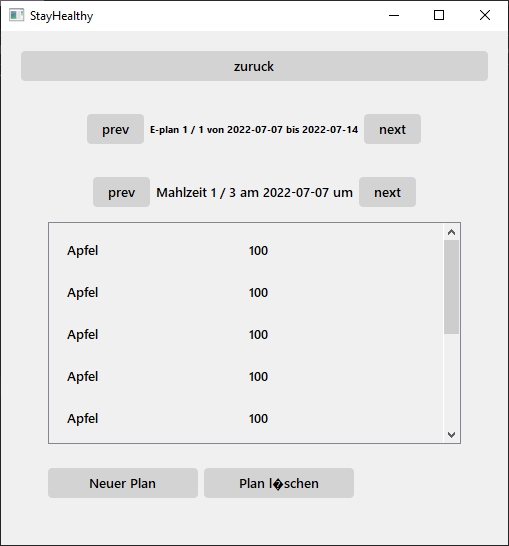 StayHealthy
zuruck
prev E-plan 1 / 1 von 2022-07-07 bis 2022-07-14 next
prev Mahlzeit 1 / 3 am 2022-07-07 um next
Apfel 100
Apfel 100
Apfel 100
Apfel 100
Apfel 100
Neuer Plan Plan l�schen